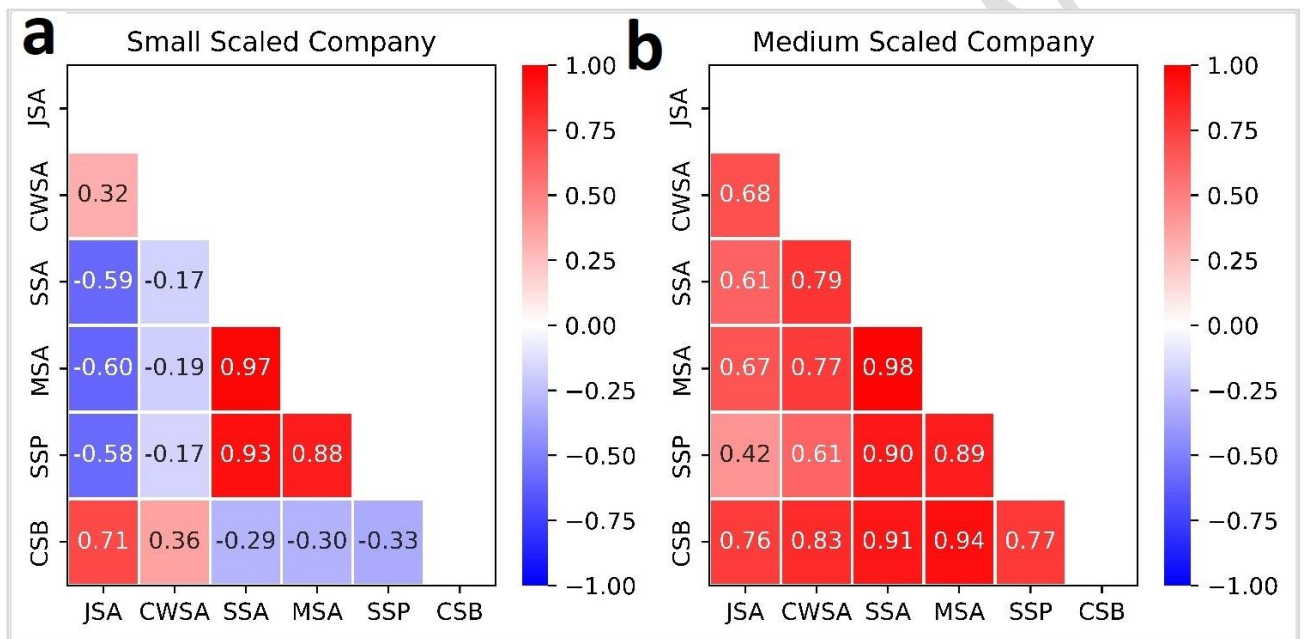 a
Small Scaled Company
JSA
CWSA
0.32
SSA
-0.59 -0.17
MSA
-0.60 -0.19 0.97
SSP
-0.58 -0.17 0.93 0.88
CSB
0.71 0.36 -0.29 -0.30 -0.33
JSA CWSA SSA MSA SSP CSB
1.00
0.75
0.50
0.25
0.00
−0.25
−0.50
−0.75
−1.00
b
Medium Scaled Company
JSA
CWSA
0.68
SSA
0.61 0.79
MSA
0.67 0.77 0.98
SSP
0.42 0.61 0.90 0.89
CSB
0.76 0.83 0.91 0.94 0.77
JSA CWSA SSA MSA SSP CSB
1.00
0.75
0.50
0.25
0.00
−0.25
−0.50
−0.75
−1.00